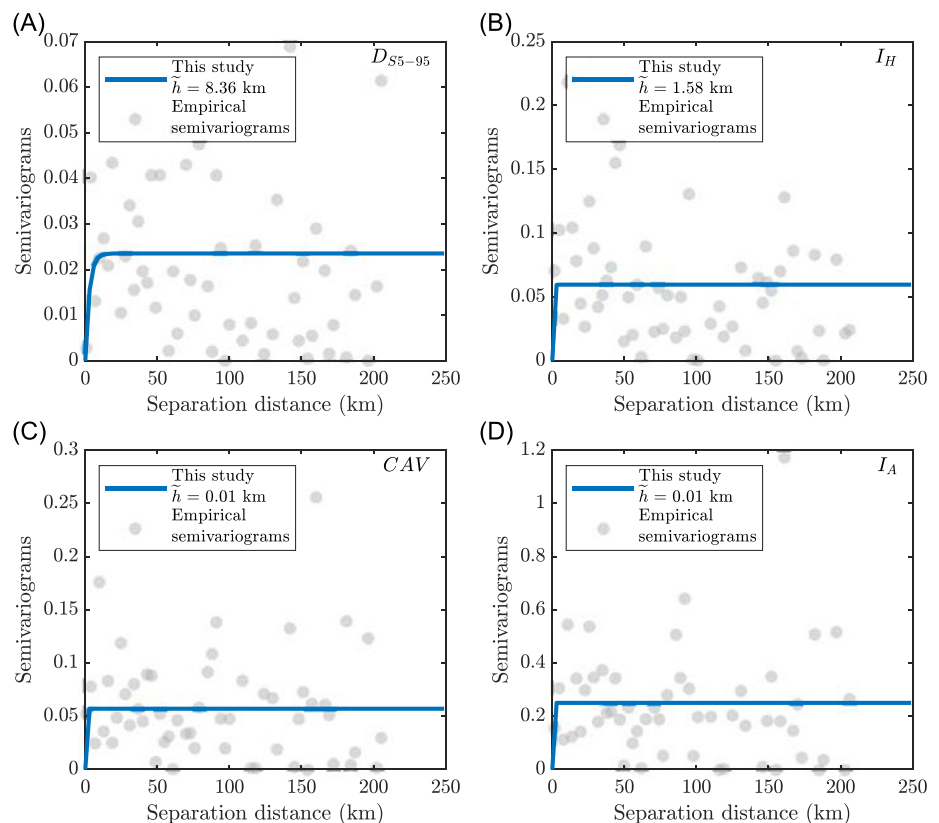 (A)
0.07
0.06
0.05
0.04
0.03
0.02
0.01
0
Semivariograms
D_{S5-95}
This study
h̃ = 8.36 km
Empirical
semivariograms
0 50 100 150 200 250
Separation distance (km)
(B)
0.25
0.2
0.15
0.1
0.05
0
Semivariograms
I_H
This study
h̃ = 1.58 km
Empirical
semivariograms
0 50 100 150 200 250
Separation distance (km)
(C)
0.3
0.25
0.2
0.15
0.1
0.05
0
Semivariograms
CAV
This study
h̃ = 0.01 km
Empirical
semivariograms
0 50 100 150 200 250
Separation distance (km)
(D)
1.2
1
0.8
0.6
0.4
0.2
0
Semivariograms
I_A
This study
h̃ = 0.01 km
Empirical
semivariograms
0 50 100 150 200 250
Separation distance (km)